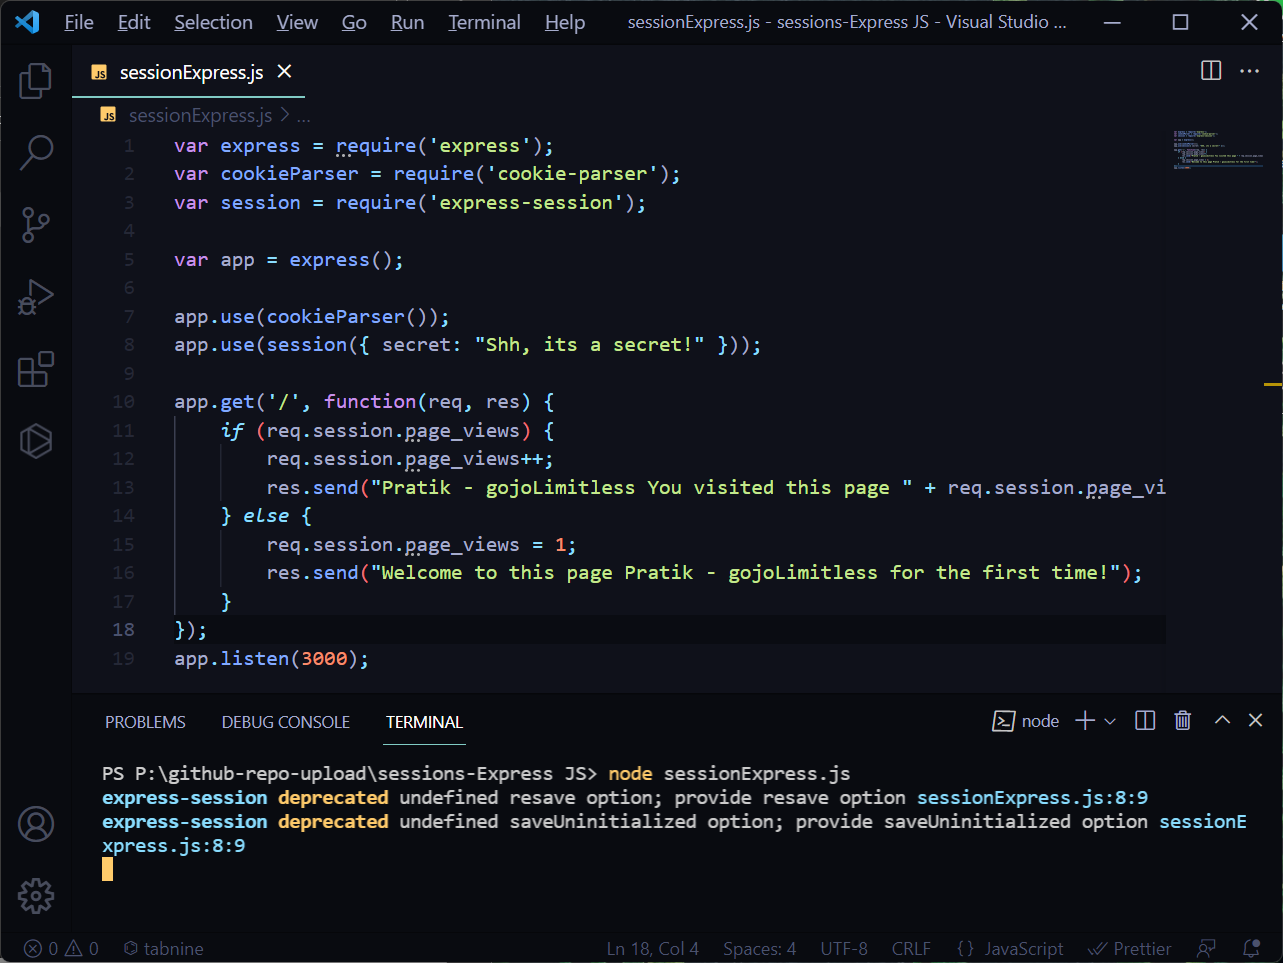 File Edit Selection View Go Run Terminal Help sessionExpress.js - sessions-Express JS - Visual Studio ...
JS sessionExpress.js
JS sessionExpress.js > ...
1 var express = require('express');
2 var cookieParser = require('cookie-parser');
3 var session = require('express-session');
4
5 var app = express();
6
7 app.use(cookieParser());
8 app.use(session({ secret: "Shh, its a secret!" }));
9
10 app.get('/', function(req, res) {
11 if (req.session.page_views) {
12 req.session.page_views++;
13 res.send("Pratik - gojoLimitless You visited this page " + req.session.page_vi
14 } else {
15 req.session.page_views = 1;
16 res.send("Welcome to this page Pratik - gojoLimitless for the first time!");
17 }
18 });
19 app.listen(3000);
PROBLEMS DEBUG CONSOLE TERMINAL node
PS P:\github-repo-upload\sessions-Express JS> node sessionExpress.js
express-session deprecated undefined resave option; provide resave option sessionExpress.js:8:9
express-session deprecated undefined saveUninitialized option; provide saveUninitialized option sessionE
xpress.js:8:9
0 0 tabnine Ln 18, Col 4 Spaces: 4 UTF-8 CRLF {} JavaScript Prettier